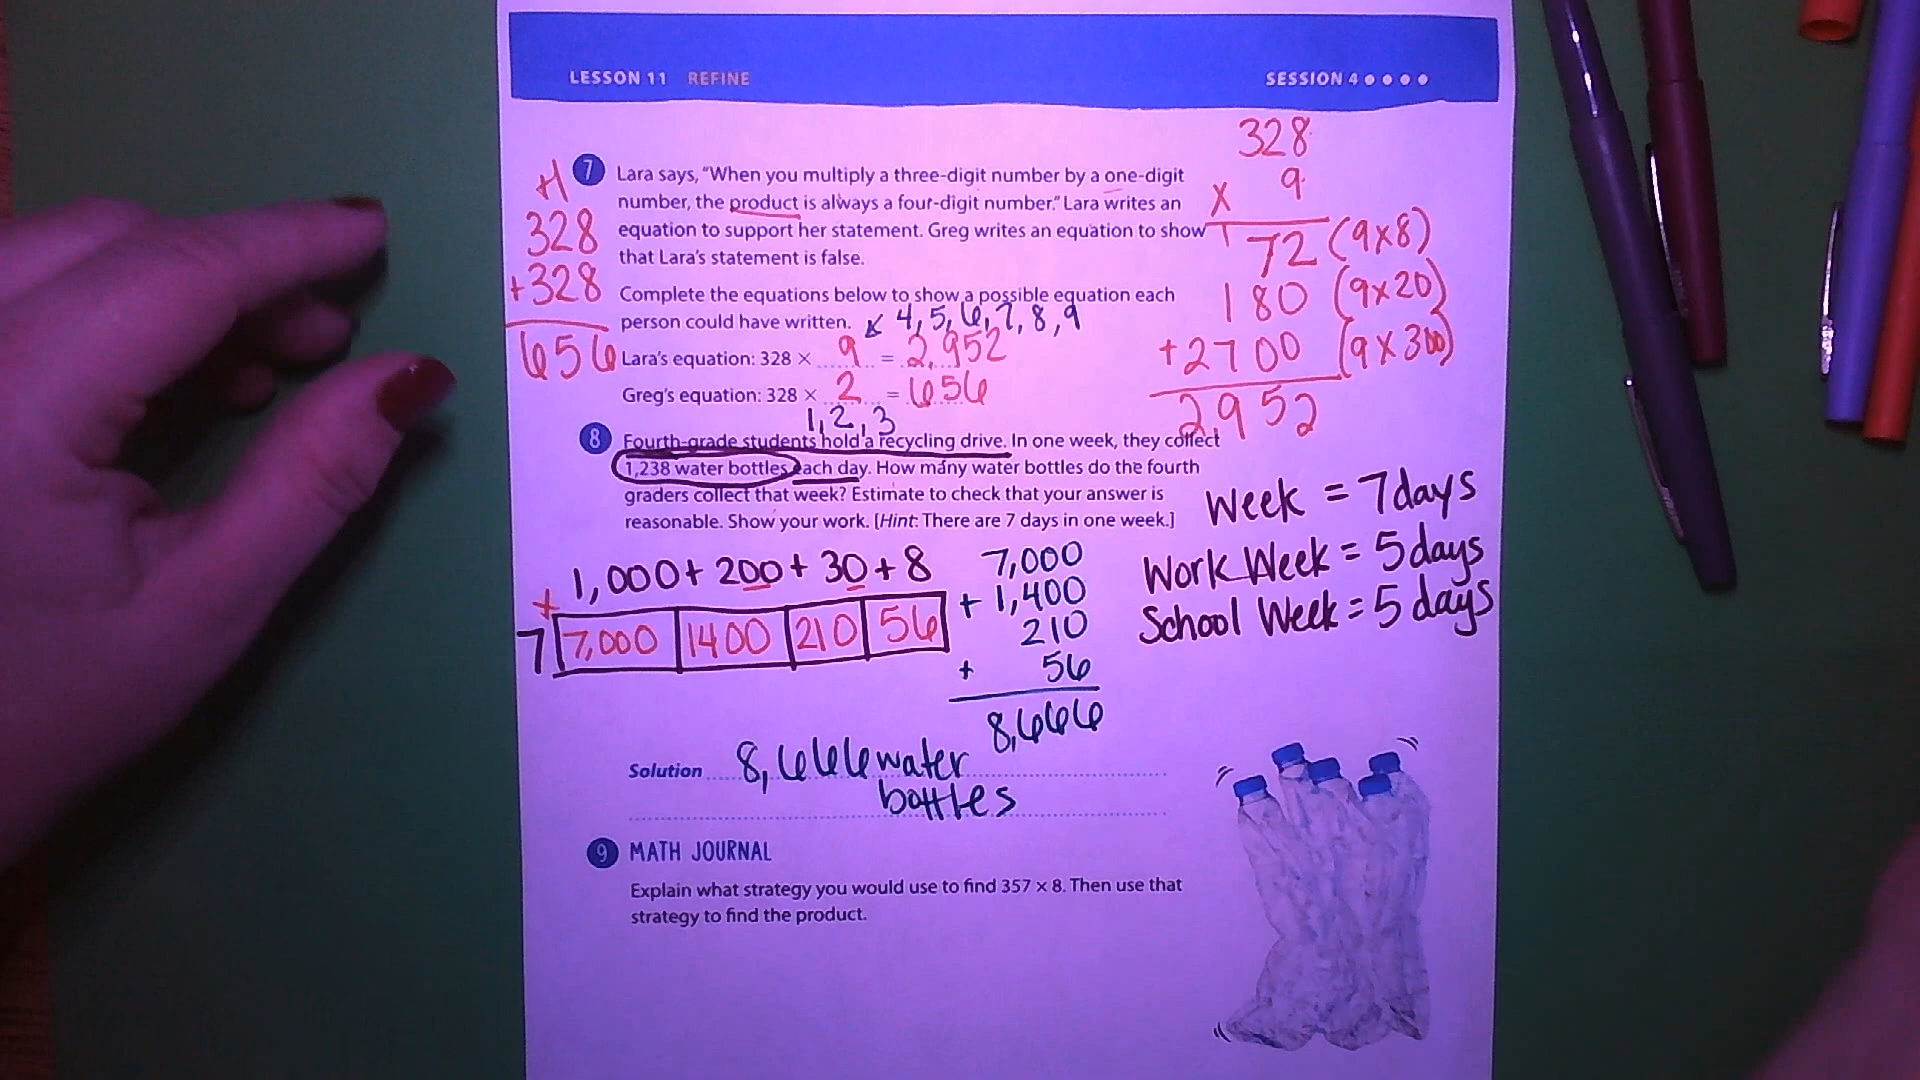 LESSON 11 REFINE
SESSION 4
7 Lara says, “When you multiply a three-digit number by a one-digit
number, the product is always a four-digit number.” Lara writes an
equation to support her statement. Greg writes an equation to show
that Lara’s statement is false.
Complete the equations below to show a possible equation each
person could have written. 4, 5, 6, 7, 8, 9
Lara’s equation: 328 × 9 = 2,952
Greg’s equation: 328 × 2 = 656
1, 2, 3
+1
328
+328
656
328
x 9
72 (9x8)
180 (9x20)
+2700 (9x300)
2,952
8 Fourth-grade students hold a recycling drive. In one week, they collect
1,238 water bottles each day. How many water bottles do the fourth
graders collect that week? Estimate to check that your answer is
reasonable. Show your work. [Hint: There are 7 days in one week.]
Week = 7days
Work Week = 5 days
School Week = 5 days
1,000+ 200+ 30+8
x
7 7,000 1400 210 56
7,000
+ 1,400
210
+ 56
8,666
Solution 8,666 water
bottles
9 MATH JOURNAL
Explain what strategy you would use to find 357 × 8. Then use that
strategy to find the product.